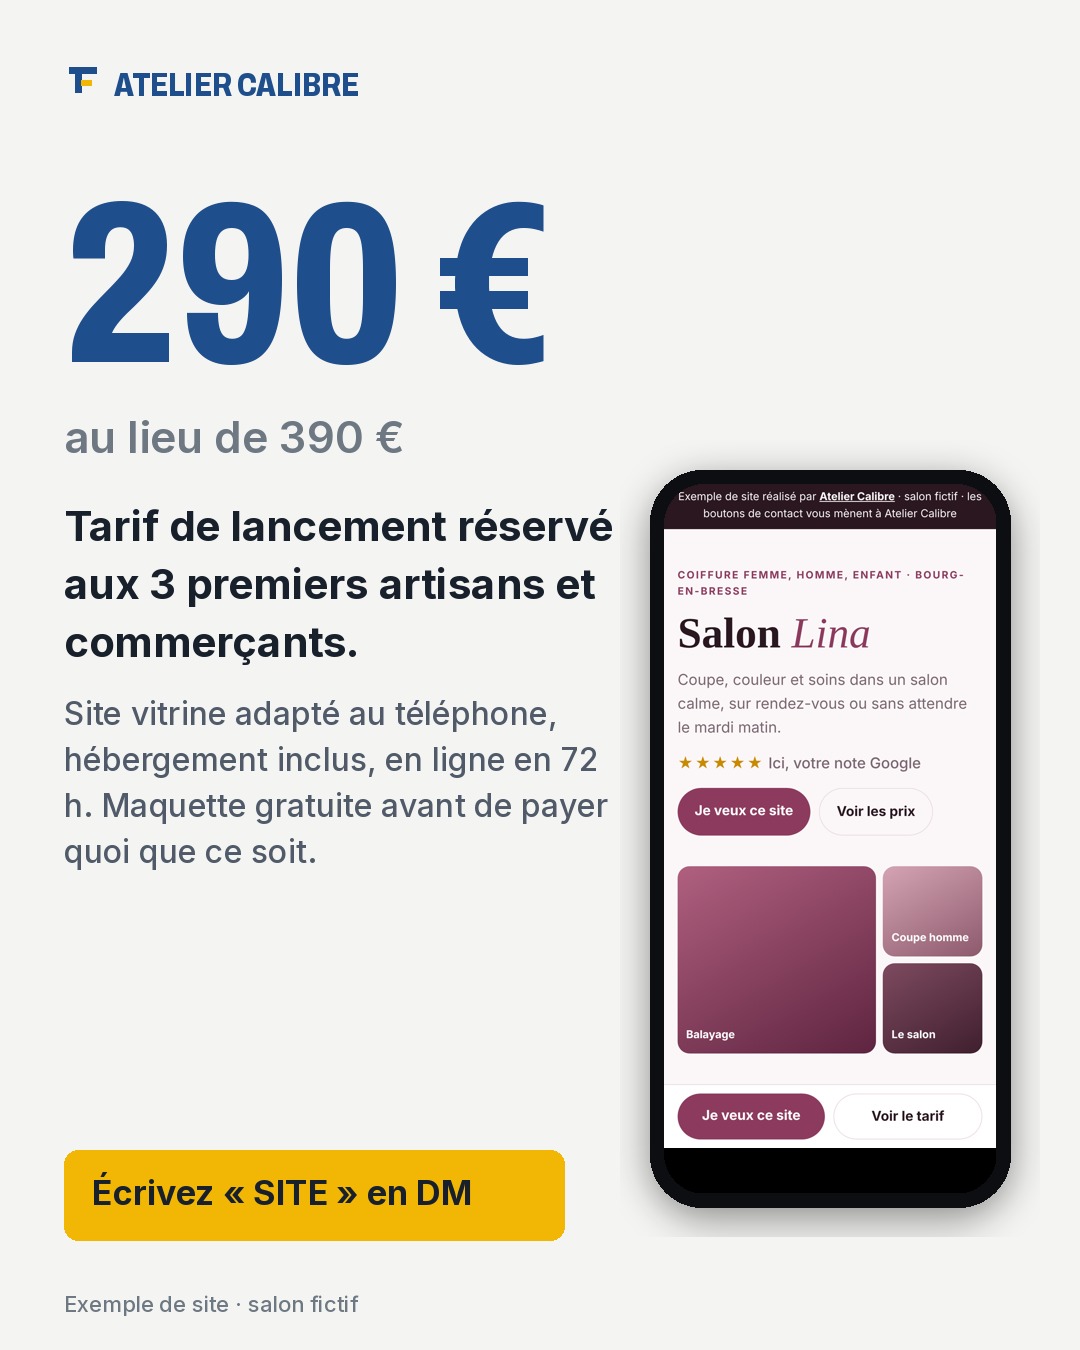 ATELIER CALIBRE
290 €
au lieu de 390 €
Tarif de lancement réservé
aux 3 premiers artisans et
commerçants.
Site vitrine adapté au téléphone,
hébergement inclus, en ligne en 72
h. Maquette gratuite avant de payer
quoi que ce soit.
Exemple de site réalisé par Atelier Calibre · salon fictif · les
boutons de contact vous mènent à Atelier Calibre
COIFFURE FEMME, HOMME, ENFANT · BOURG-
EN-BRESSE
Salon Lina
Coupe, couleur et soins dans un salon
calme, sur rendez-vous ou sans attendre
le mardi matin.
★★★★★ Ici, votre note Google
Je veux ce site
Voir les prix
Coupe homme
Balayage
Le salon
Je veux ce site
Voir le tarif
Écrivez « SITE » en DM
Exemple de site · salon fictif